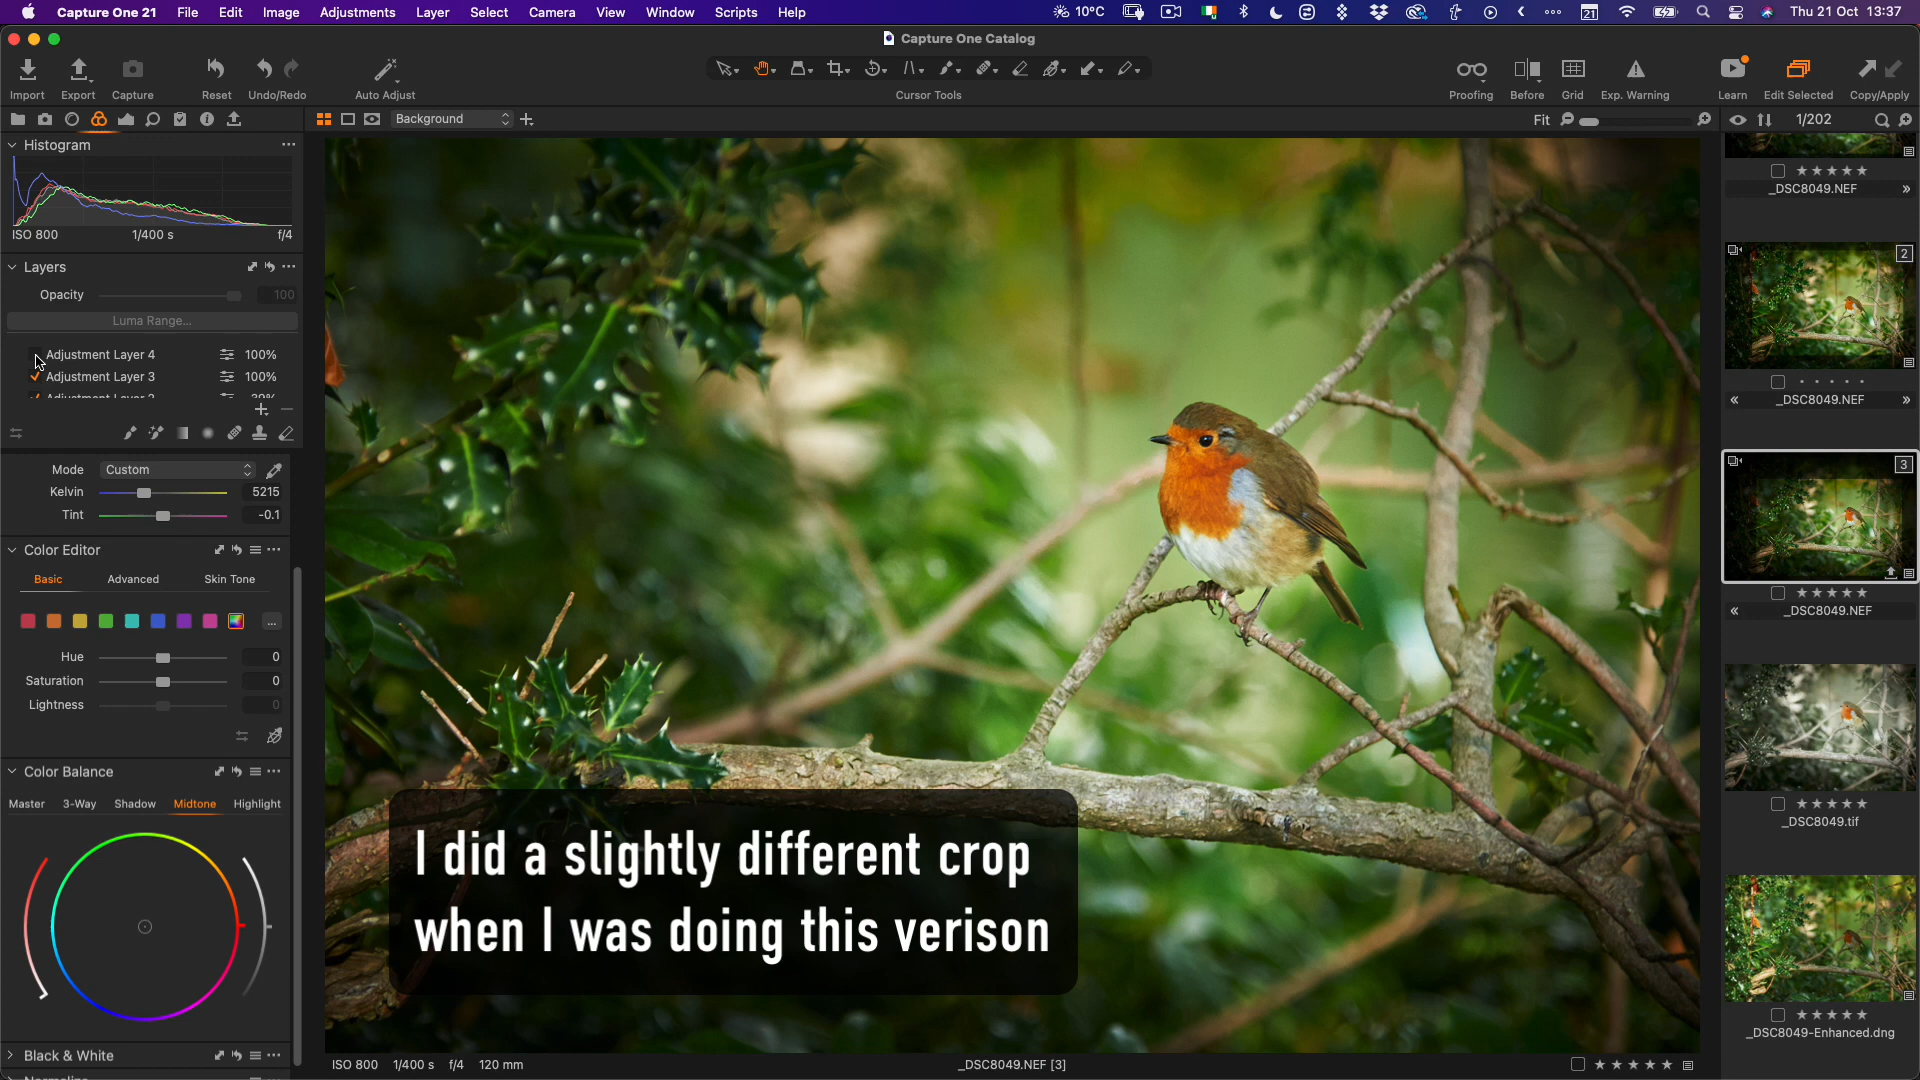 Capture One 21 File Edit Image Adjustments Layer Select Camera View Window Scripts Help 10°C 21 Thu 21 Oct 13:37
Capture One Catalog
Import Export Capture Reset Undo/Redo Auto Adjust Cursor Tools Proofing Before Grid Exp. Warning Learn Edit Selected Copy/Apply
Background Fit 1/202
Histogram
ISO 800 1/400 s f/4
Layers
Opacity 100
Luma Range...
Adjustment Layer 4 100%
Adjustment Layer 3 100%
Mode Custom
Kelvin 5215
Tint -0.1
Color Editor
Basic Advanced Skin Tone
Hue 0
Saturation 0
Lightness 0
Color Balance
Master 3-Way Shadow Midtone Highlight
Black & White
I did a slightly different crop
when I was doing this verison
ISO 800 1/400 s f/4 120 mm _DSC8049.NEF [3]
_DSC8049.NEF
2
_DSC8049.NEF
3
_DSC8049.NEF
_DSC8049.tif
_DSC8049-Enhanced.dng